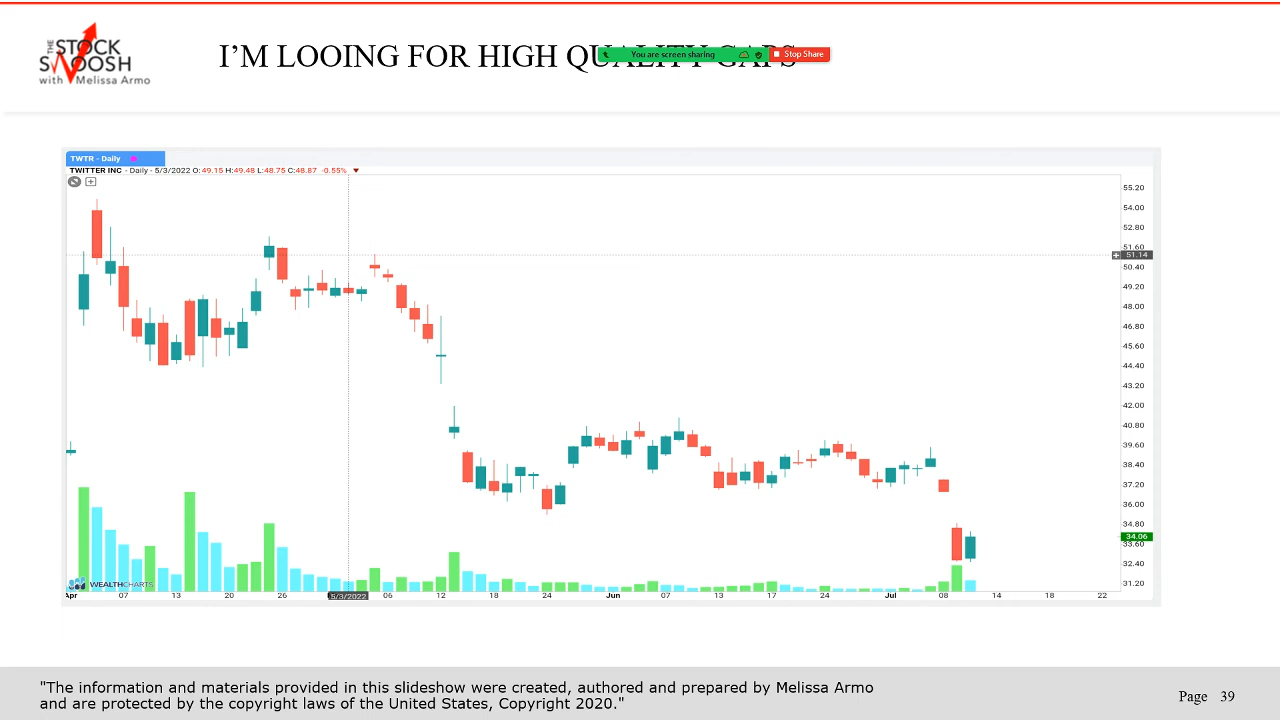 THE
STOCK
SWOOSH
with Melissa Armo
I'M LOOING FOR HIGH QUALITY GAPS
You are screen sharing
Stop Share
TWTR - Daily
TWITTER INC - Daily - 5/3/2022 O:49.15 H:49.48 L:48.75 C:48.87 -0.55% ▼
55.20
54.00
52.80
51.60
51.14
50.40
49.20
48.00
46.80
45.60
44.40
43.20
42.00
40.80
39.60
38.40
37.20
36.00
34.80
34.06
33.60
32.40
31.20
WEALTHCHARTS
Apr 07 13 20 26 5/3/2022 06 12 18 24 Jun 07 13 17 24 Jul 08 14 18 22
"The information and materials provided in this slideshow were created, authored and prepared by Melissa Armo
and are protected by the copyright laws of the United States, Copyright 2020."
Page 39